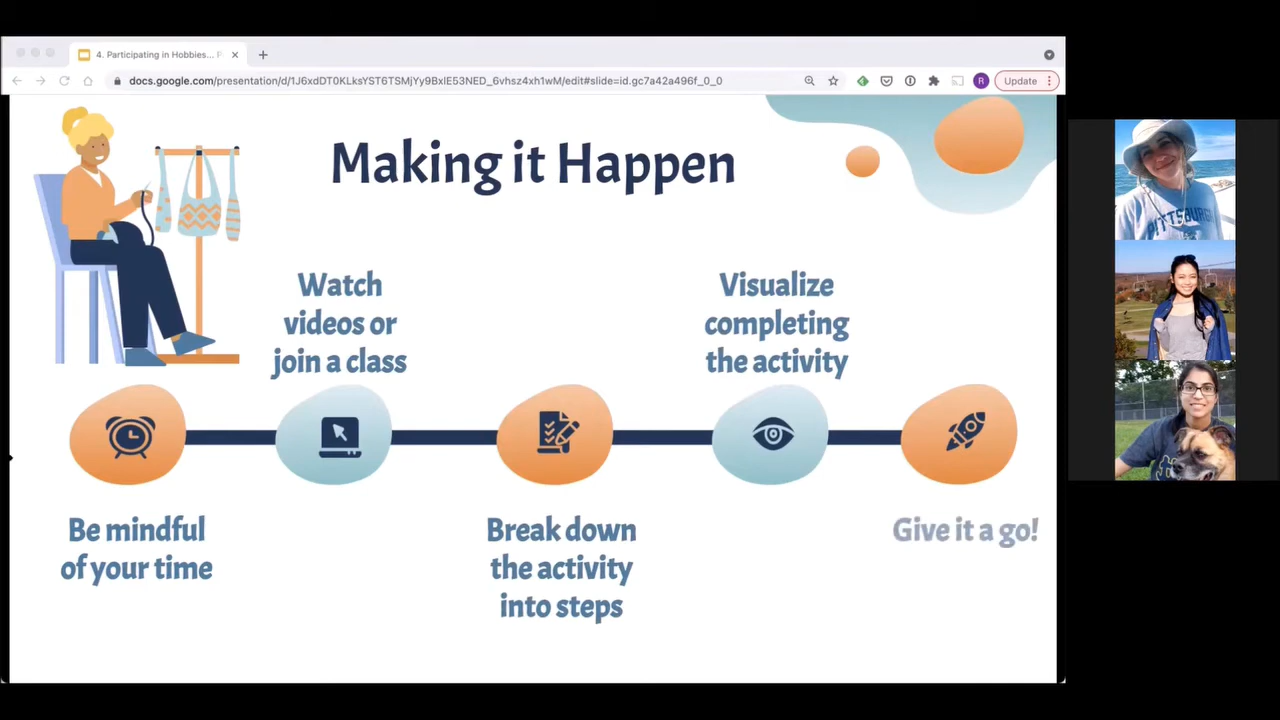 4. Participating in Hobbies... P
docs.google.com/presentation/d/1J6xdDT0KLksYST6TSMjYy9BxIE53NED_6vhsz4xh1wM/edit#slide=id.gc7a42a496f_0_0
R
Update
Making it Happen
Watch
videos or
join a class
Visualize
completing
the activity
Be mindful
of your time
Break down
the activity
into steps
Give it a go!
PITTSBURGH